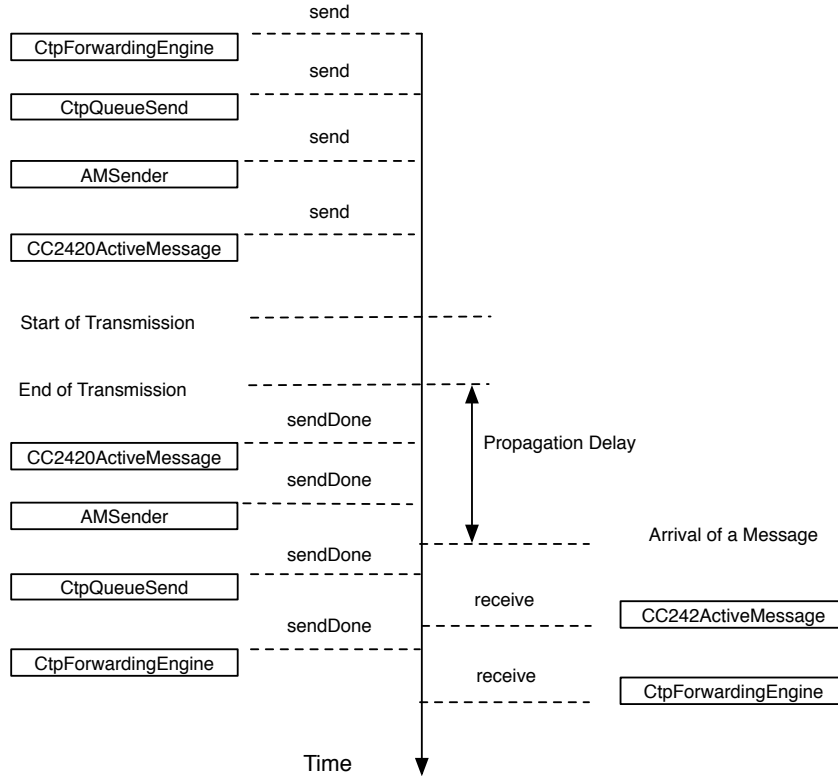 send
CtpForwardingEngine
send
CtpQueueSend
send
AMSender
send
CC2420ActiveMessage
Start of Transmission
End of Transmission
sendDone
CC2420ActiveMessage
Propagation Delay
sendDone
AMSender
Arrival of a Message
sendDone
CtpQueueSend
receive
CC242ActiveMessage
sendDone
CtpForwardingEngine
receive
CtpForwardingEngine
Time